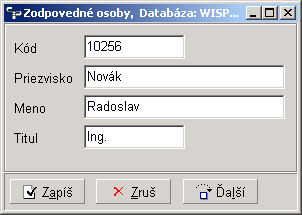 Zodpovedné osoby, Databáza: WISP...
Kód 10256
Priezvisko Novák
Meno Radoslav
Titul Ing.
Zapíš Zruš Ďalší